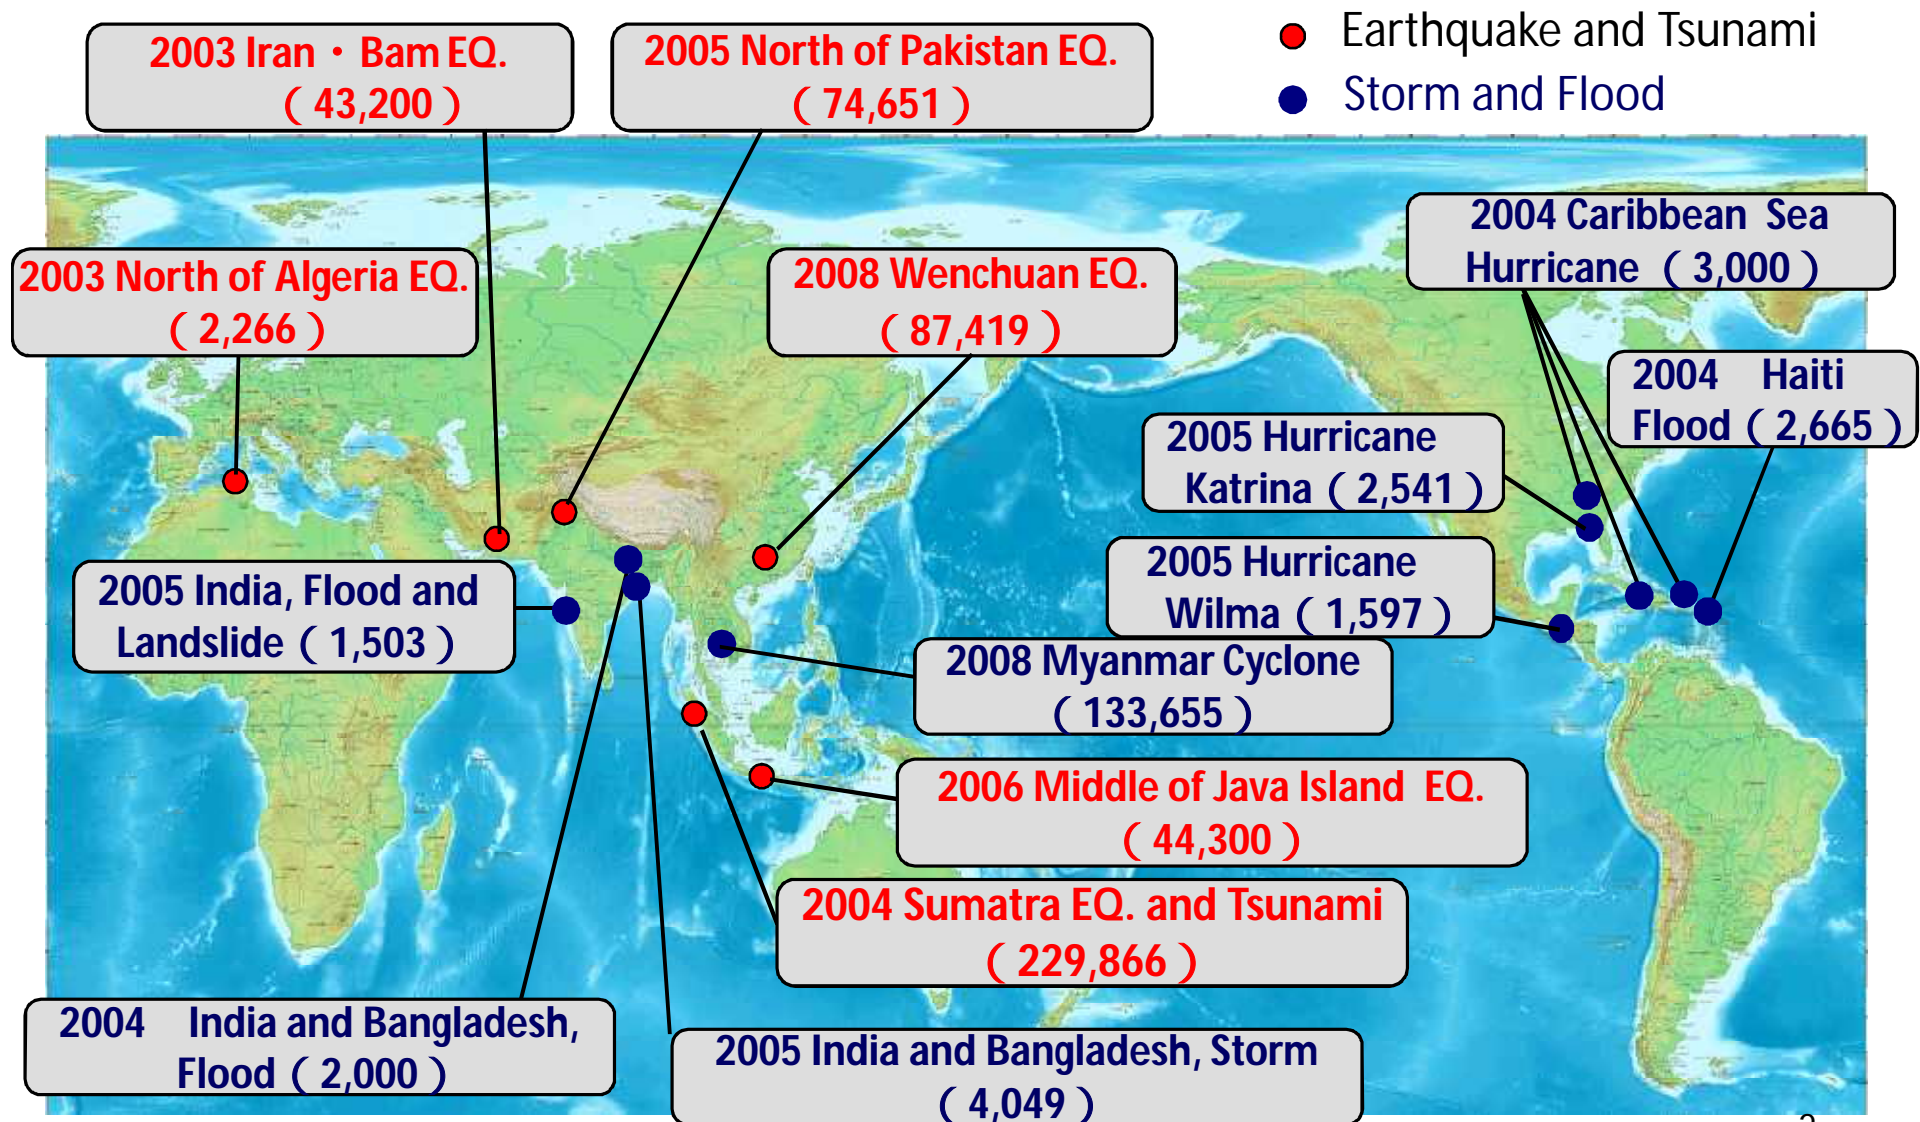 Earthquake and Tsunami
Storm and Flood
2003 Iran・Bam EQ.
( 43,200 )
2005 North of Pakistan EQ.
( 74,651 )
2004 Caribbean Sea
Hurricane ( 3,000 )
2003 North of Algeria EQ.
( 2,266 )
2008 Wenchuan EQ.
( 87,419 )
2004 Haiti
Flood ( 2,665 )
2005 Hurricane
Katrina ( 2,541 )
2005 Hurricane
Wilma ( 1,597 )
2005 India, Flood and
Landslide ( 1,503 )
2008 Myanmar Cyclone
( 133,655 )
2006 Middle of Java Island EQ.
( 44,300 )
2004 Sumatra EQ. and Tsunami
( 229,866 )
2004 India and Bangladesh,
Flood ( 2,000 )
2005 India and Bangladesh, Storm
( 4,049 )